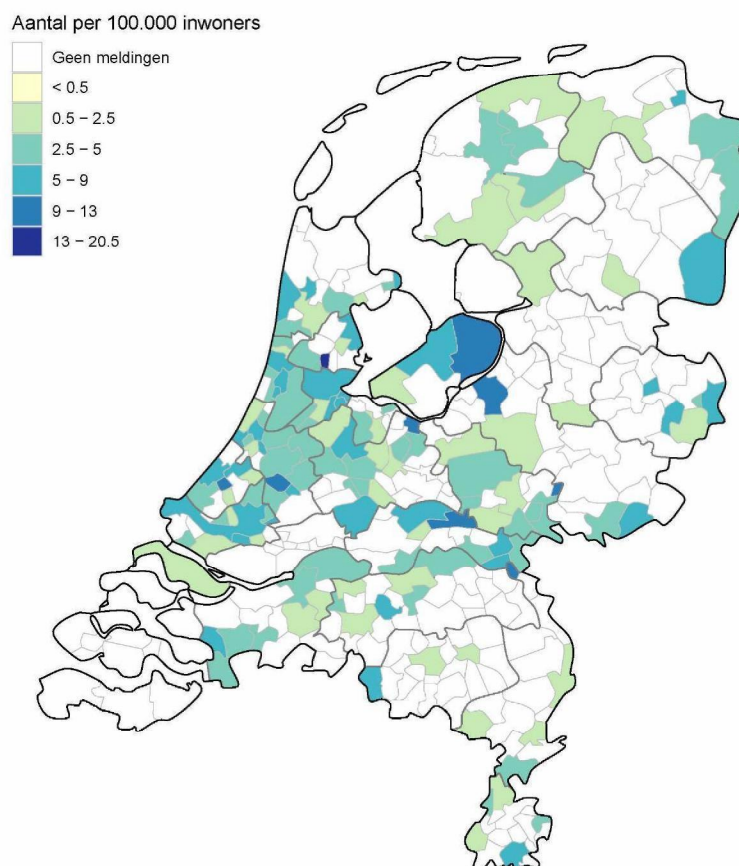 Aantal per 100.000 inwoners
Geen meldingen
< 0.5
0.5 – 2.5
2.5 – 5
5 – 9
9 – 13
13 – 20.5